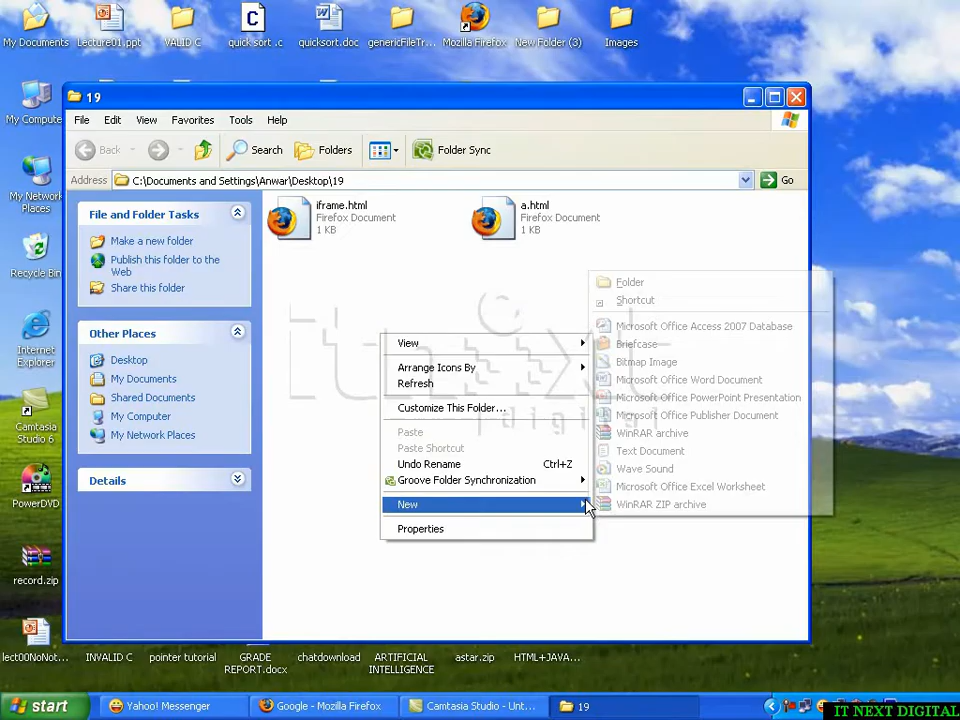 My Documents
Lecture01.ppt
VALID C
quick sort .c
quicksort.doc
genericFileTr...
Mozilla Firefox
New Folder (3)
Images
My Compute
My Network
Places
Recycle Bin
Internet
Explorer
Camtasia
Studio 6
PowerDVD
record.zip
lect00NoNot...
INVALID C
pointer tutorial
GRADE
REPORT.docx
chatdownload
ARTIFICIAL
INTELLIGENCE
astar.zip
HTML+JAVA...
19
File Edit View Favorites Tools Help
Back Search Folders Folder Sync
Address C:\Documents and Settings\Anwar\Desktop\19 Go
File and Folder Tasks
Make a new folder
Publish this folder to the
Web
Share this folder
Other Places
Desktop
My Documents
Shared Documents
My Computer
My Network Places
Details
iframe.html
Firefox Document
1 KB
a.html
Firefox Document
1 KB
View
Arrange Icons By
Refresh
Customize This Folder...
Paste
Paste Shortcut
Undo Rename Ctrl+Z
Groove Folder Synchronization
New
Properties
Folder
Shortcut
Microsoft Office Access 2007 Database
Briefcase
Bitmap Image
Microsoft Office Word Document
Microsoft Office PowerPoint Presentation
Microsoft Office Publisher Document
WinRAR archive
Text Document
Wave Sound
Microsoft Office Excel Worksheet
WinRAR ZIP archive
©
itnext
|digital|
start
Yahoo! Messenger
Google - Mozilla Firefox
Camtasia Studio - Unt...
19
IT NEXT DIGITAL